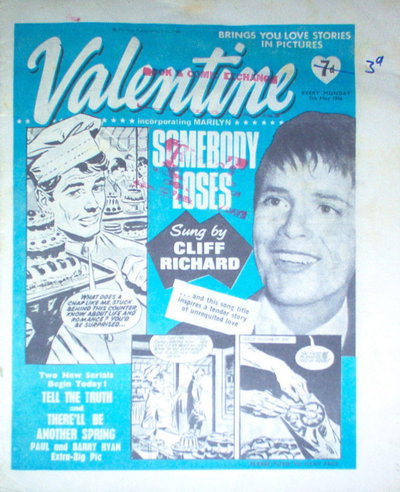 BRINGS YOU LOVE STORIES
IN PICTURES
Valentine
BOOK & COMIC EXCHANGE
7d
3d
EVERY MONDAY
7th May 1966
incorporating MARILYN
SOMEBODY
LOSES
Sung by
CLIFF
RICHARD
... and this song title
inspires a tender story
of unrequited love
WHAT DOES A
CHAP LIKE ME, STUCK
BEHIND THIS COUNTER
KNOW ABOUT LIFE AND
ROMANCE? YOU'D
BE SURPRISED...
Two New Serials
Begin Today!
TELL THE TRUTH
and
THERE'LL BE
ANOTHER SPRING
PAUL and BARRY RYAN
Extra-Big Pic